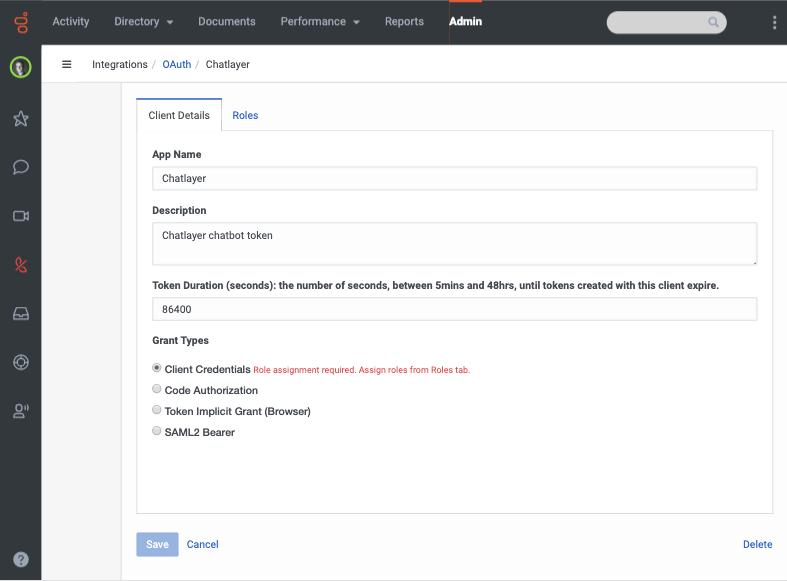 Activity Directory Documents Performance Reports Admin
Integrations / OAuth / Chatlayer
Client Details Roles
App Name
Chatlayer
Description
Chatlayer chatbot token
Token Duration (seconds): the number of seconds, between 5mins and 48hrs, until tokens created with this client expire.
86400
Grant Types
Client Credentials Role assignment required. Assign roles from Roles tab.
Code Authorization
Token Implicit Grant (Browser)
SAML2 Bearer
Save Cancel Delete
?